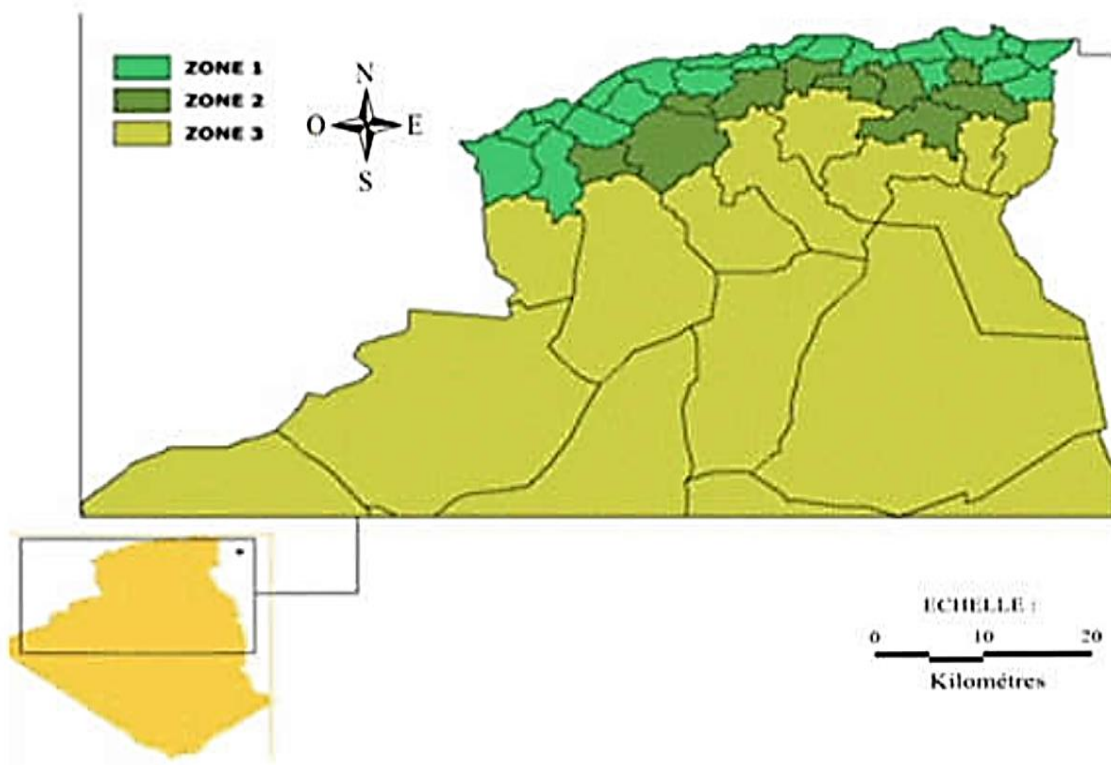 ZONE 1
ZONE 2
ZONE 3
N
O E
S
ECHELLE :
0 10 20
Kilométres